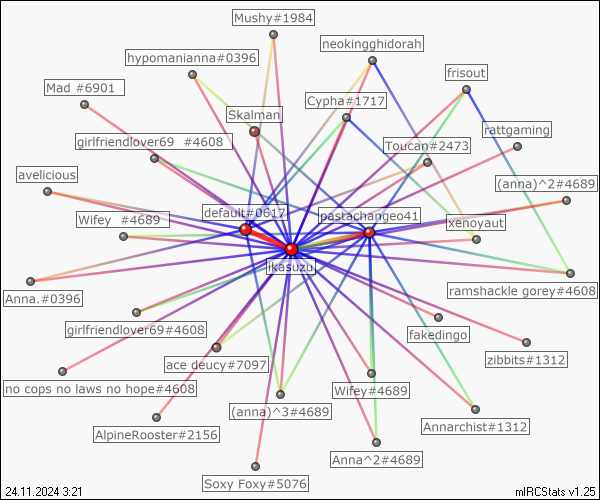 Mushy#1984
neokingghidorah
hypomanianna#0396
frisout
Mad #6901
Cypha#1717
Skalman
rattgaming
girlfriendlover69 #4608
Toucan#2473
avelicious
(anna)^2#4689
default#0617
pastachangeo41
Wifey #4689
xenoyaut
jikasuzu
Anna.#0396
ramshackle gorey#4608
girlfriendlover69#4608
fakedingo
zibbits#1312
ace deucy#7097
no cops no laws no hope#4608
Wifey#4689
(anna)^3#4689
Annarchist#1312
AlpineRooster#2156
Anna^2#4689
Soxy Foxy#5076
24.11.2024 3:21
mIRCStats v1.25